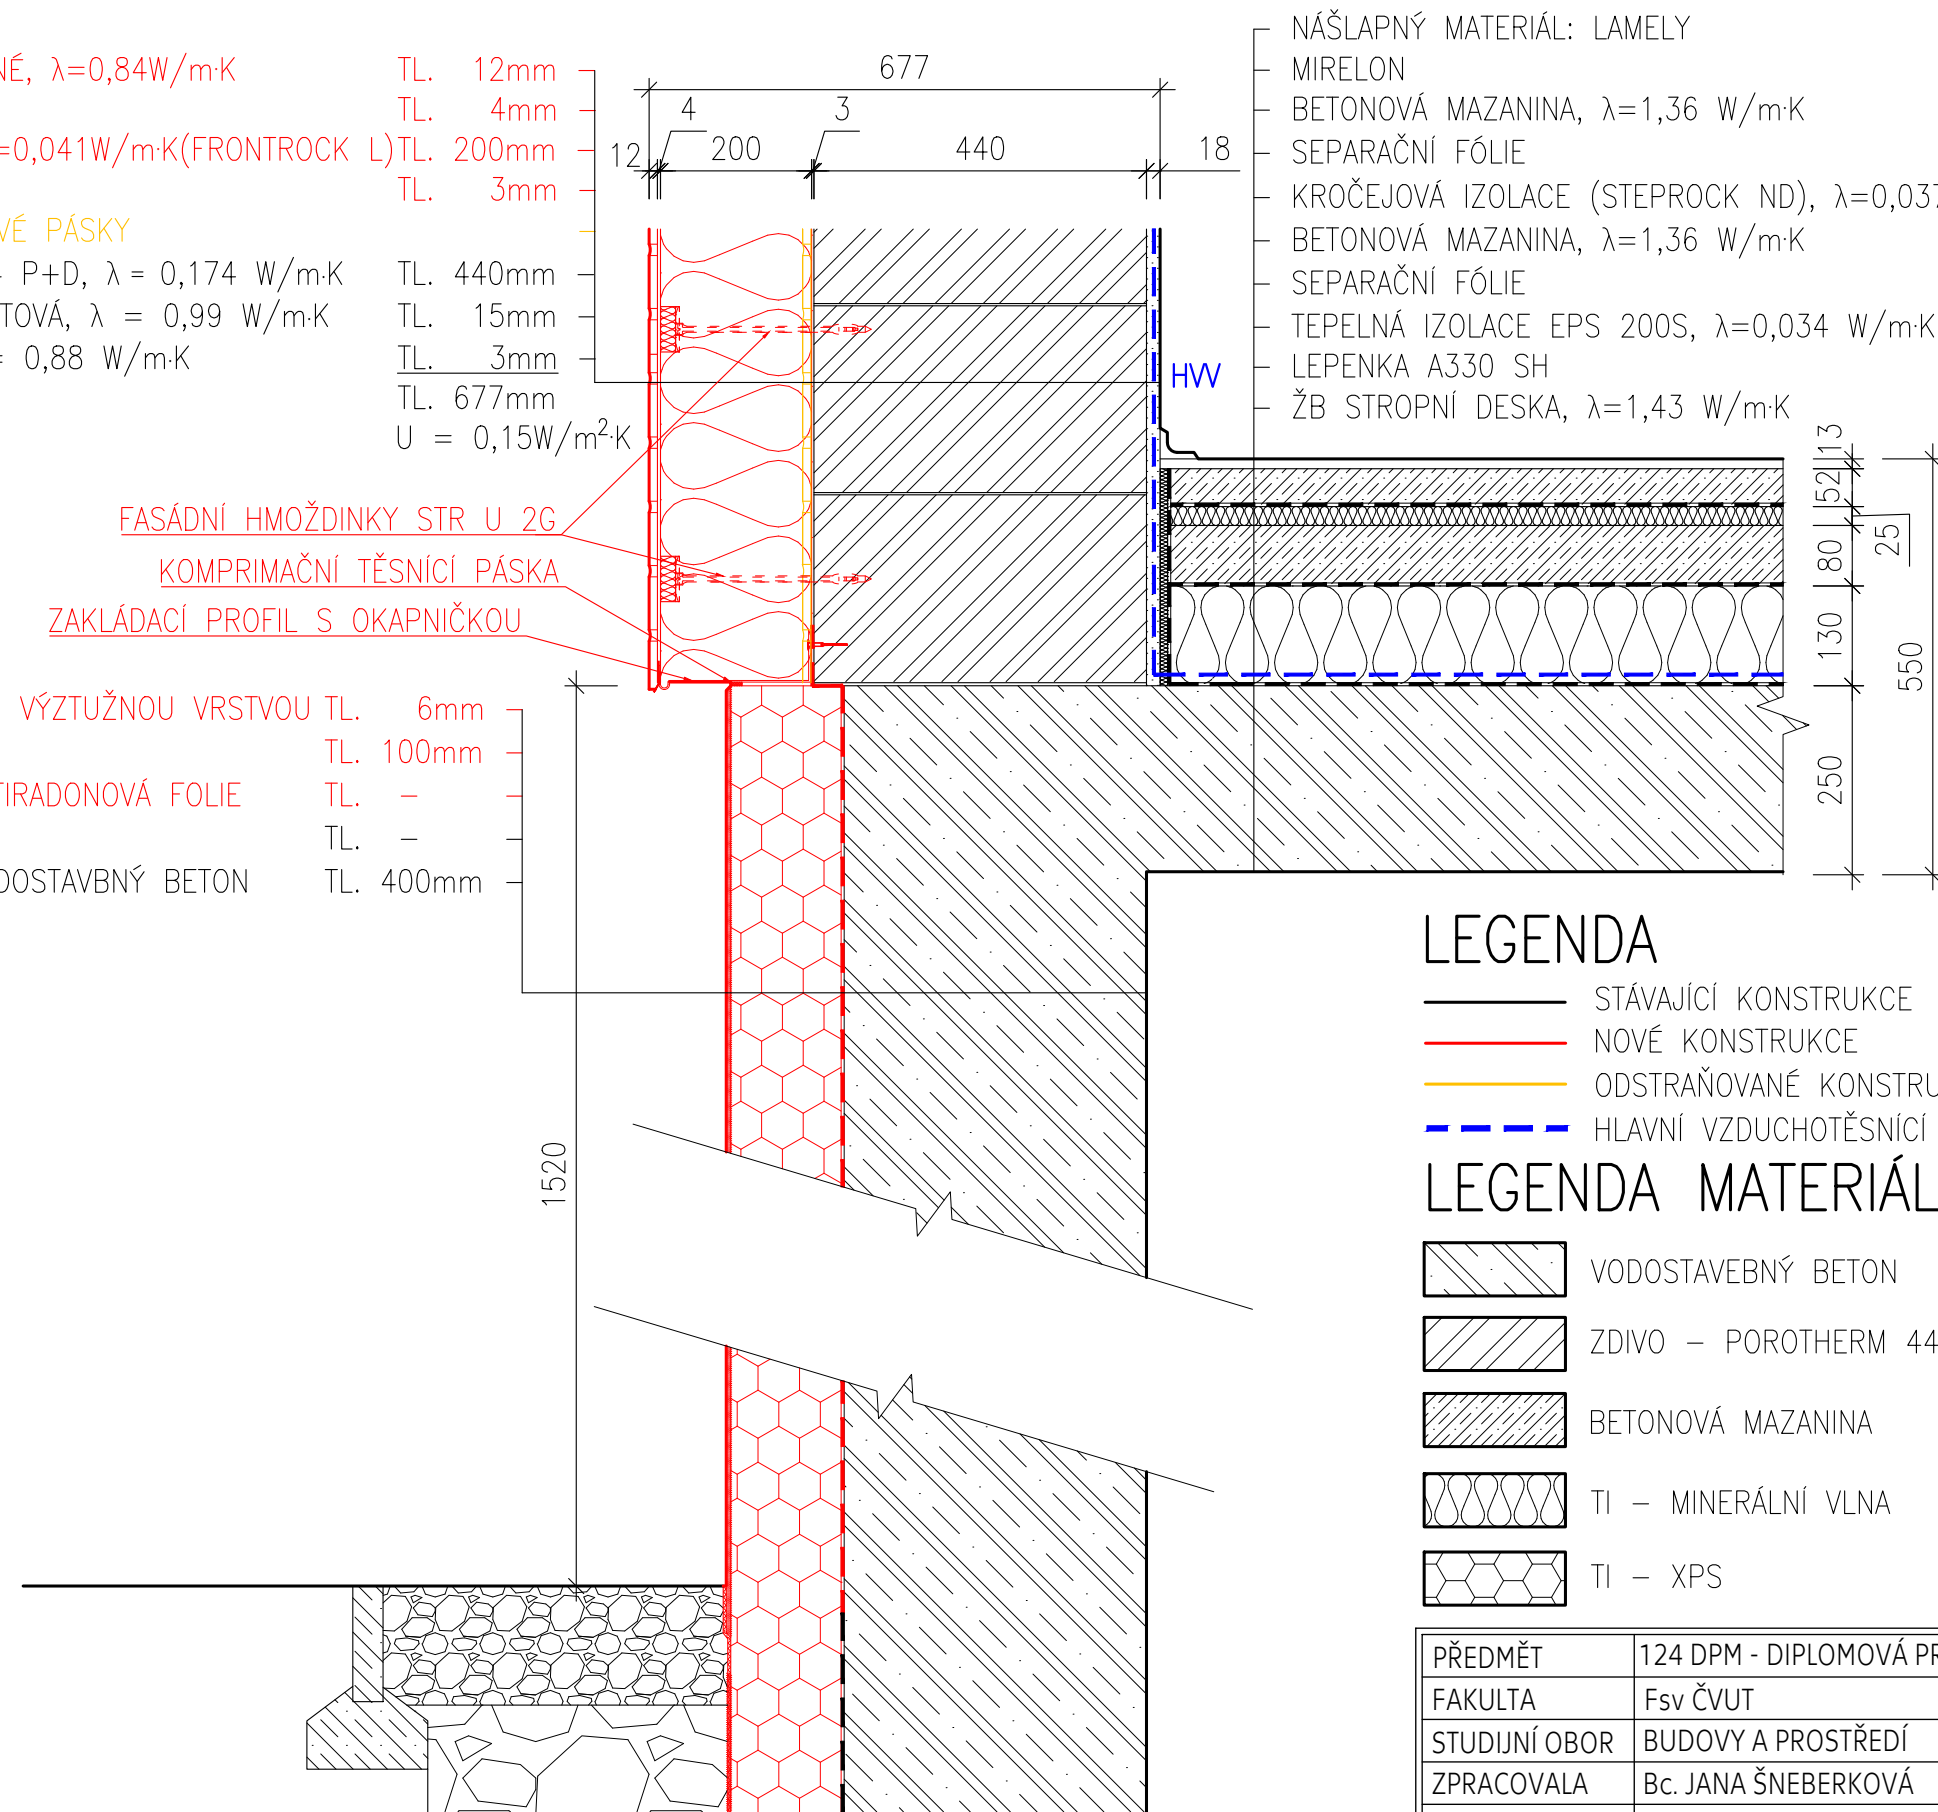 NÉ, λ=0,84W/m·K TL. 12mm
TL. 4mm
=0,041W/m·K(FRONTROCK L) TL. 200mm
TL. 3mm
VÉ PÁSKY
P+D, λ = 0,174 W/m·K TL. 440mm
TOVÁ, λ = 0,99 W/m·K TL. 15mm
= 0,88 W/m·K TL. 3mm
TL. 677mm
U = 0,15W/m²·K
677
4
3
12
200
440
18
NÁŠLAPNÝ MATERIÁL: LAMELY
MIRELON
BETONOVÁ MAZANINA, λ=1,36 W/m·K
SEPARAČNÍ FÓLIE
KROČEJOVÁ IZOLACE (STEPROCK ND), λ=0,037
BETONOVÁ MAZANINA, λ=1,36 W/m·K
SEPARAČNÍ FÓLIE
TEPELNÁ IZOLACE EPS 200S, λ=0,034 W/m·K
LEPENKA A330 SH
ŽB STROPNÍ DESKA, λ=1,43 W/m·K
HVV
FASÁDNÍ HMOŽDINKY STR U 2G
KOMPRIMAČNÍ TĚSNÍCÍ PÁSKA
ZAKLÁDACÍ PROFIL S OKAPNIČKOU
13
52
25
80
130
550
250
VÝZTUŽNOU VRSTVOU TL. 6mm
TL. 100mm
TIRADONOVÁ FOLIE TL. –
TL. –
DOSTAVBNÝ BETON TL. 400mm
1520
LEGENDA
STÁVAJÍCÍ KONSTRUKCE
NOVÉ KONSTRUKCE
ODSTRAŇOVANÉ KONSTRU
HLAVNÍ VZDUCHOTĚSNÍCÍ
LEGENDA MATERIÁL
VODOSTAVEBNÝ BETON
ZDIVO – POROTHERM 44
BETONOVÁ MAZANINA
TI – MINERÁLNÍ VLNA
TI – XPS
PŘEDMĚT 124 DPM - DIPLOMOVÁ PR
FAKULTA Fsv ČVUT
STUDIJNÍ OBOR BUDOVY A PROSTŘEDÍ
ZPRACOVALA Bc. JANA ŠNEBERKOVÁ